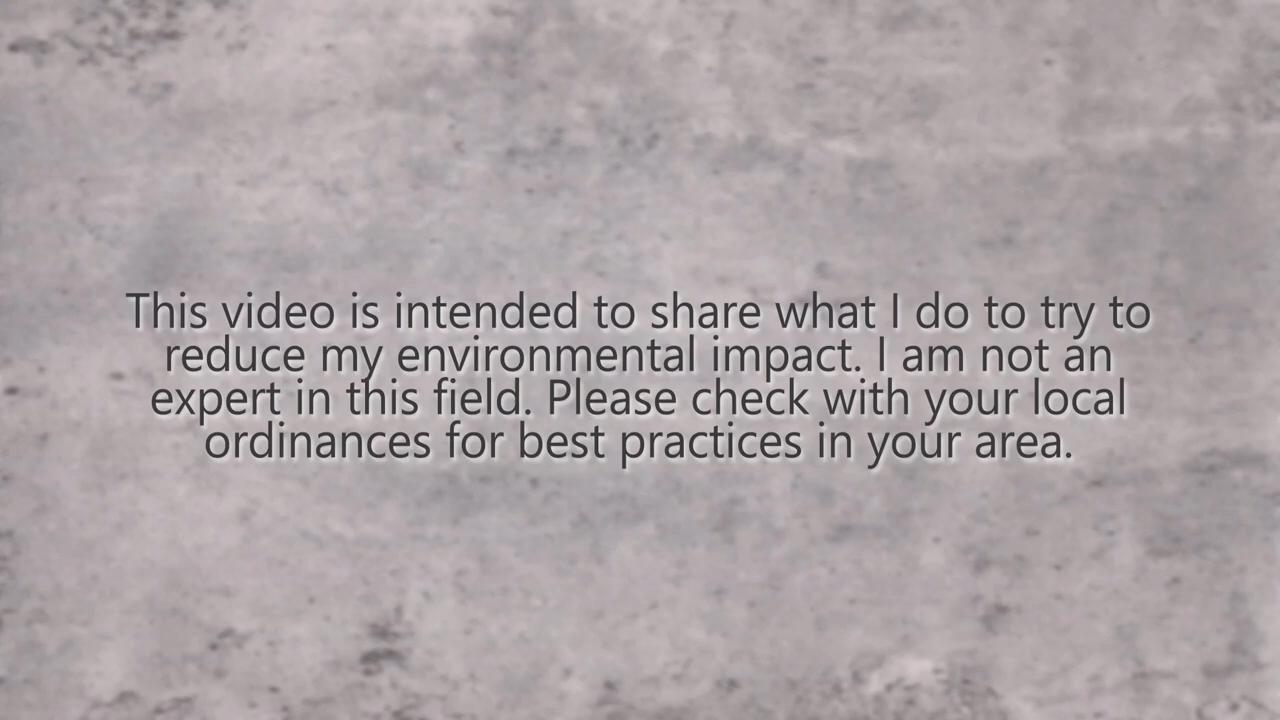 This video is intended to share what I do to try to
reduce my environmental impact. I am not an
expert in this field. Please check with your local
ordinances for best practices in your area.